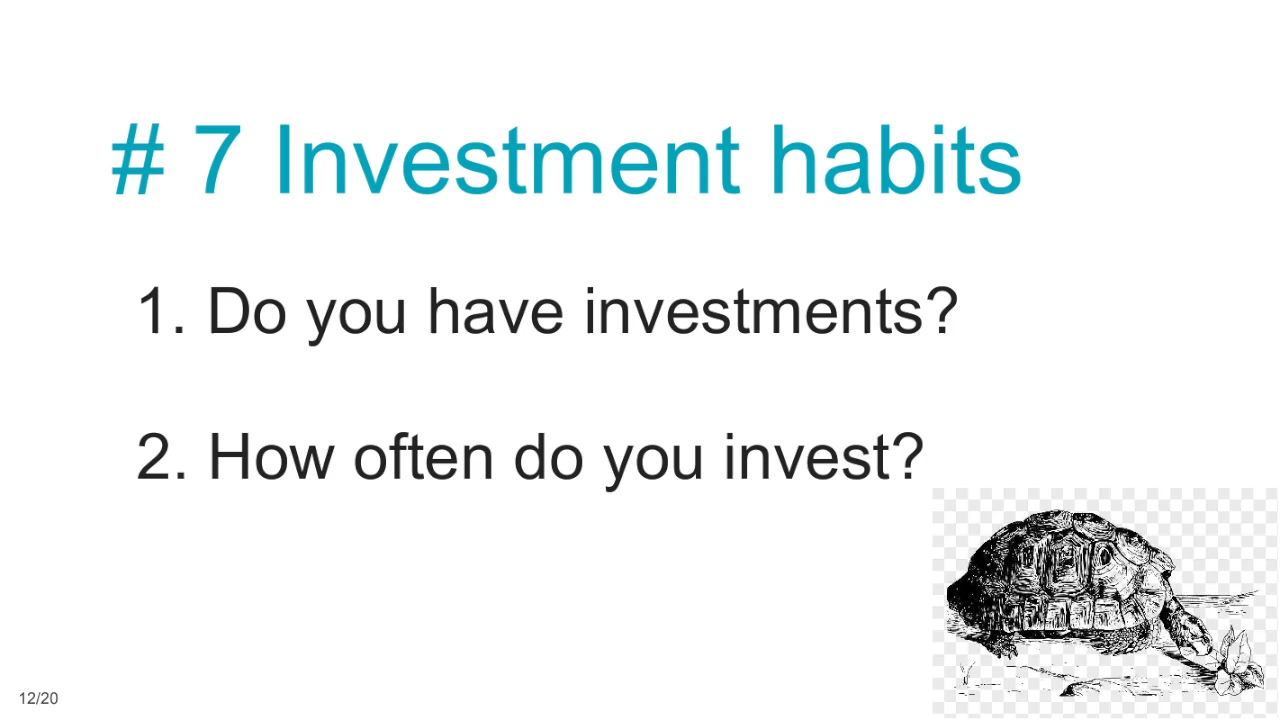 # 7 Investment habits
1. Do you have investments?
2. How often do you invest?
12/20